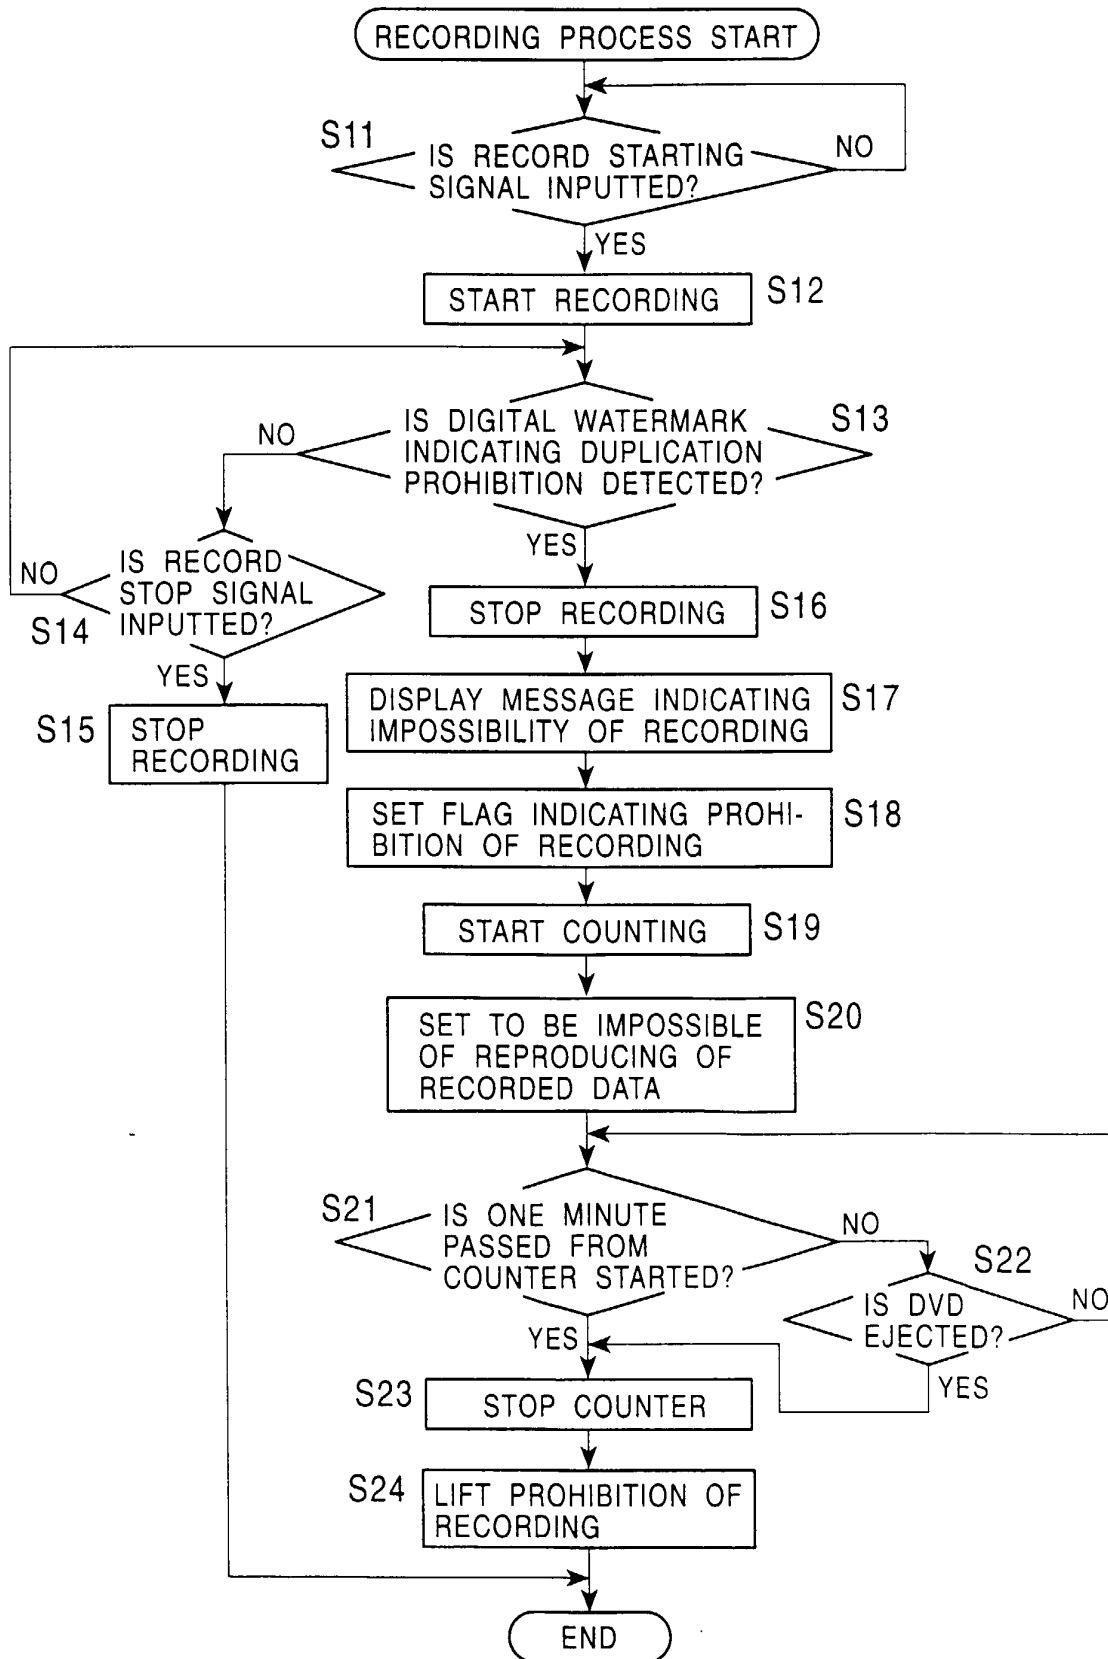 RECORDING PROCESS START
S11
IS RECORD STARTING
SIGNAL INPUTTED?
NO
YES
START RECORDING
S12
IS DIGITAL WATERMARK
INDICATING DUPLICATION
PROHIBITION DETECTED?
S13
NO
YES
IS RECORD
STOP SIGNAL
INPUTTED?
NO
S14
YES
S15
STOP
RECORDING
STOP RECORDING
S16
DISPLAY MESSAGE INDICATING
IMPOSSIBILITY OF RECORDING
S17
SET FLAG INDICATING PROHI-
BITION OF RECORDING
S18
START COUNTING
S19
SET TO BE IMPOSSIBLE
OF REPRODUCING OF
RECORDED DATA
S20
S21
IS ONE MINUTE
PASSED FROM
COUNTER STARTED?
NO
YES
S22
IS DVD
EJECTED?
NO
YES
S23
STOP COUNTER
S24
LIFT PROHIBITION OF
RECORDING
END